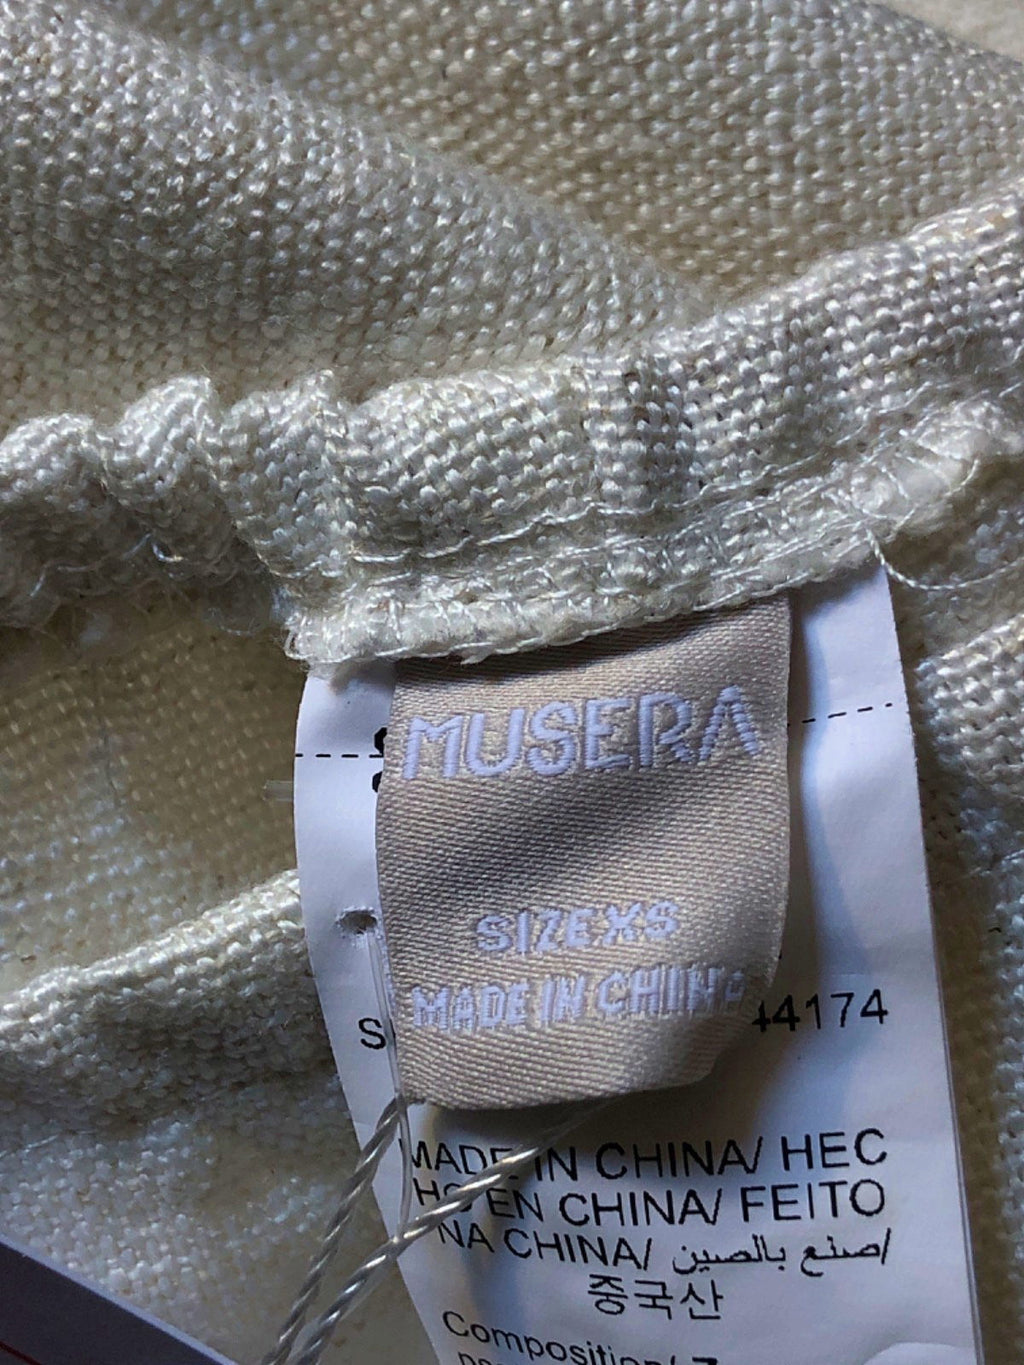 MUSERA
SIZE XS
MADE IN CHINA
44174
MADE IN CHINA/ HEC
HO EN CHINA/ FEITO
NA CHINA/ صنع بالصين/
중국산
Composition/